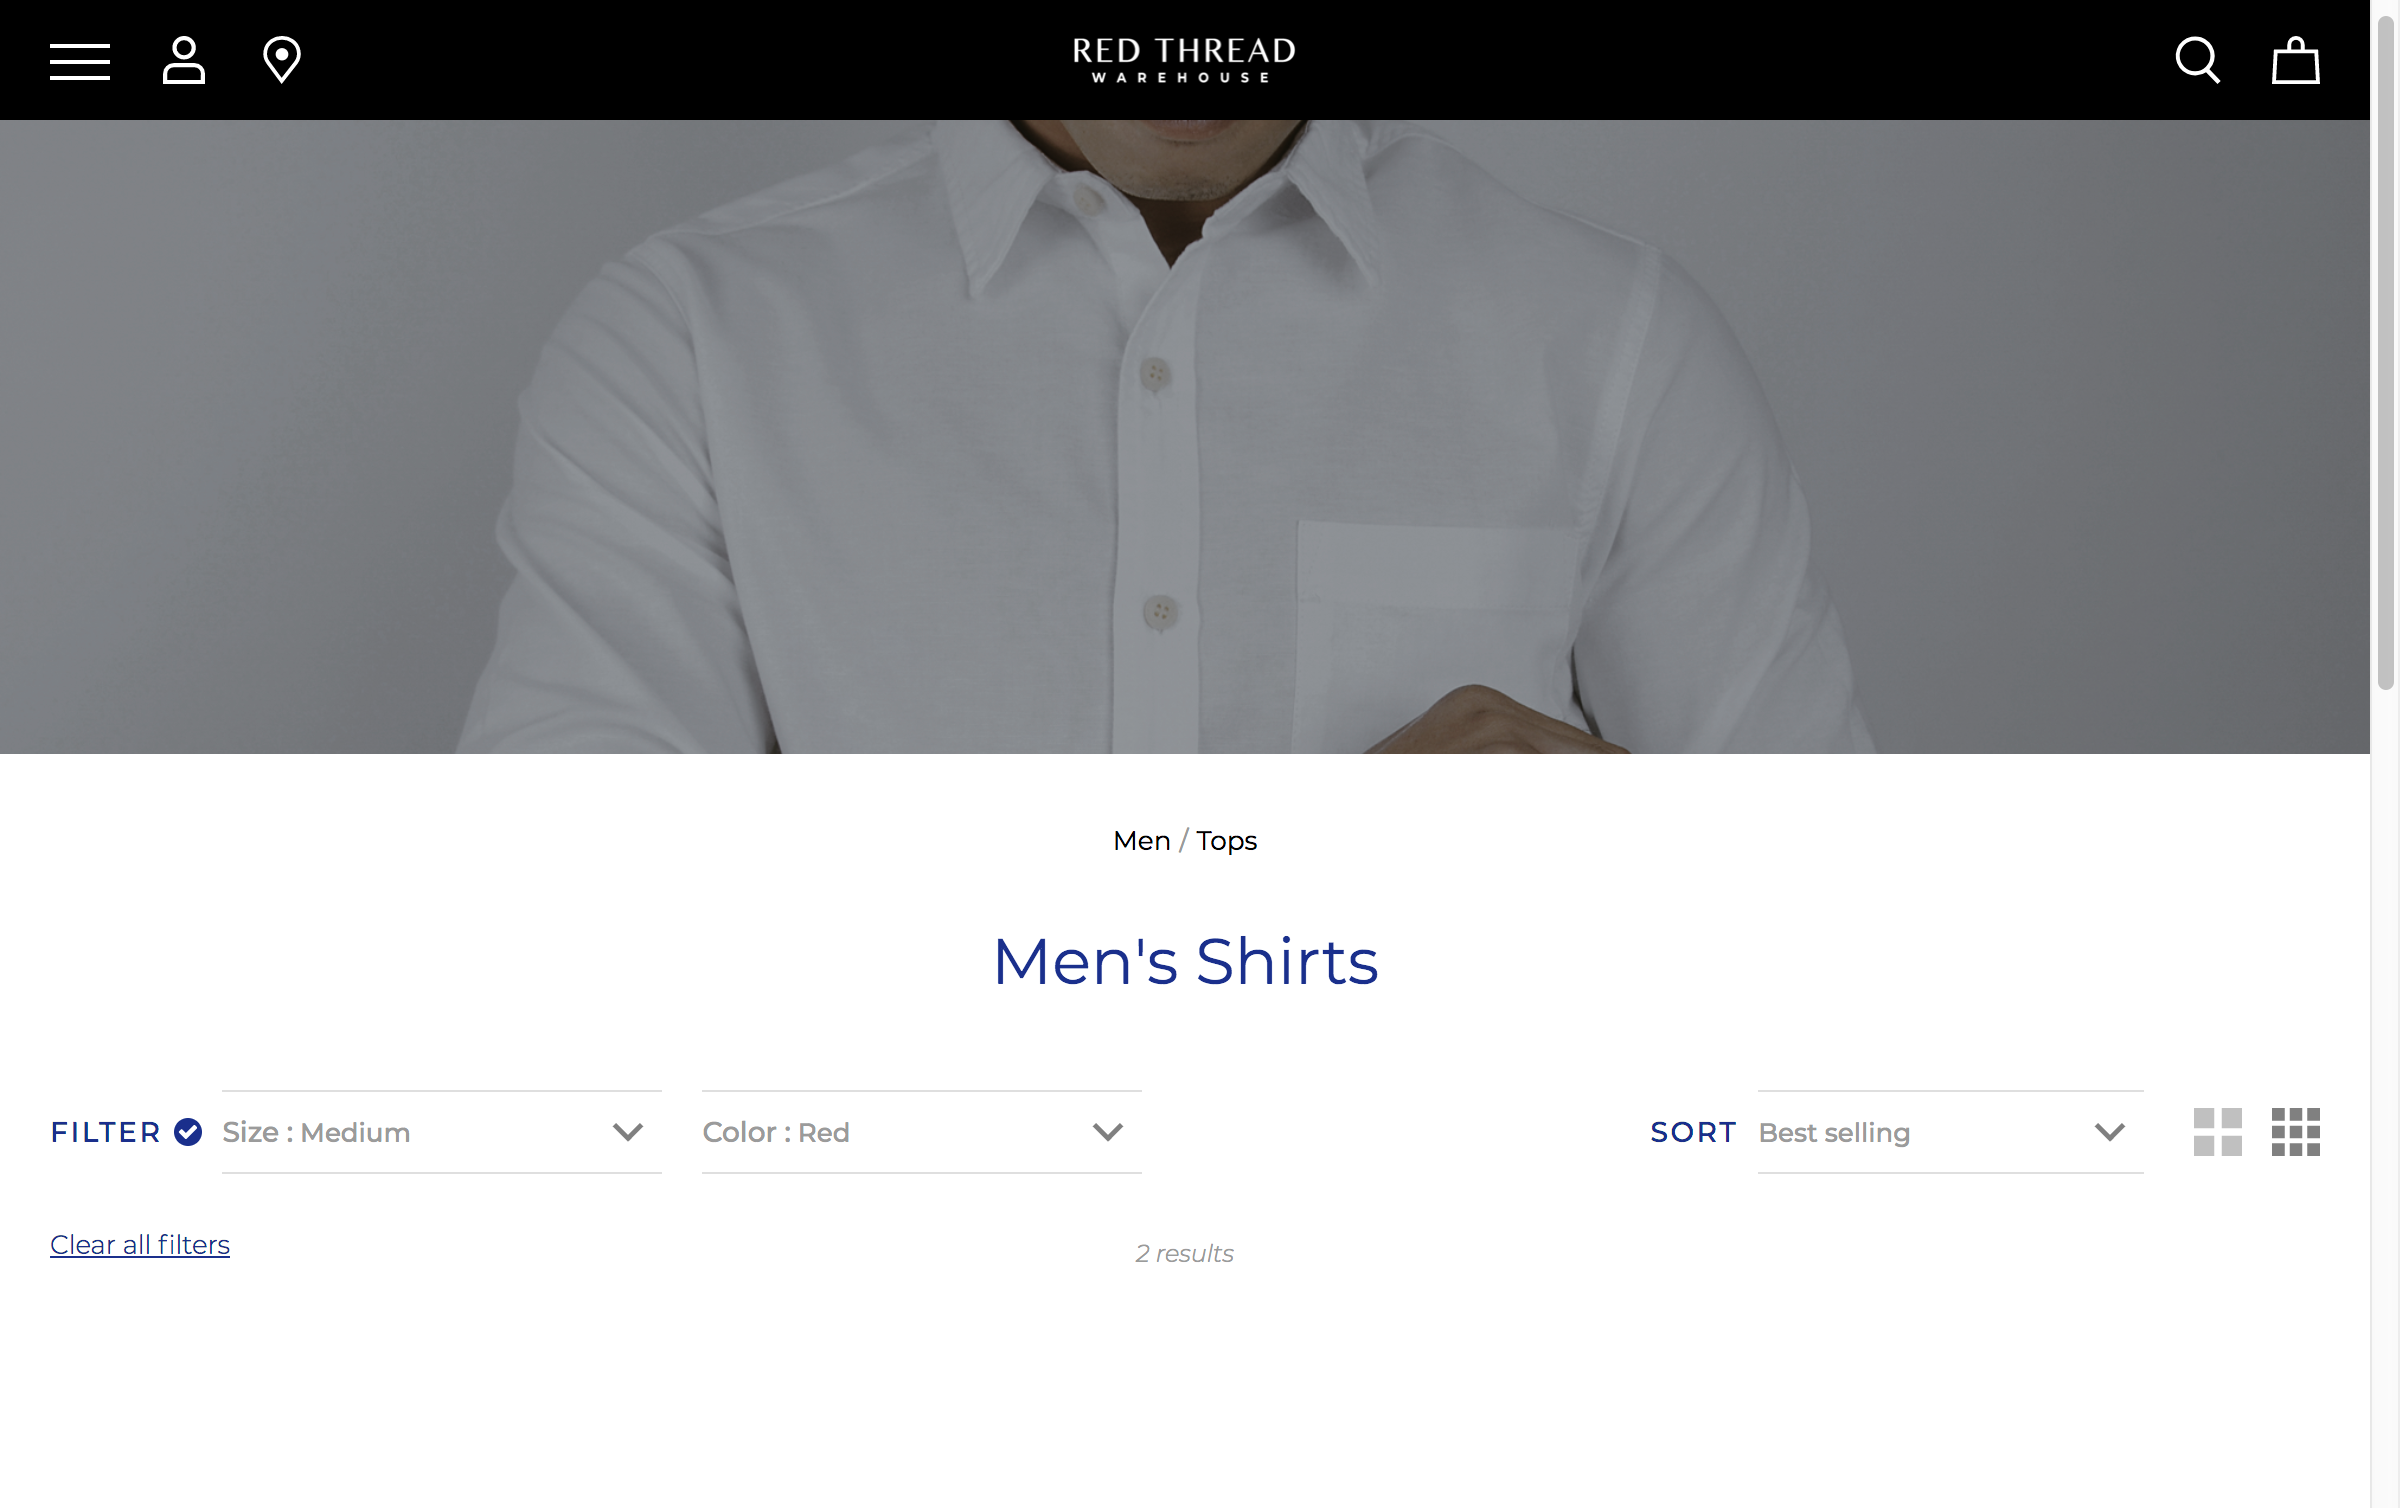 RED THREAD
WAREHOUSE
Men / Tops
Men's Shirts
FILTER Size : Medium Color : Red SORT Best selling
Clear all filters
2 results